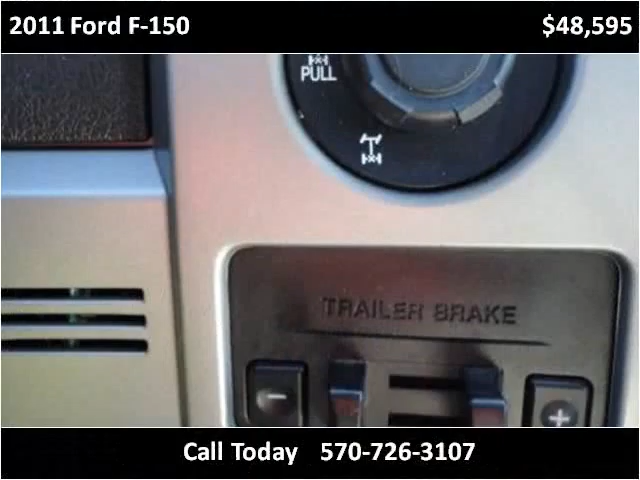 2011 Ford F-150
$48,595
PULL
TRAILER BRAKE
- +
Call Today 570-726-3107